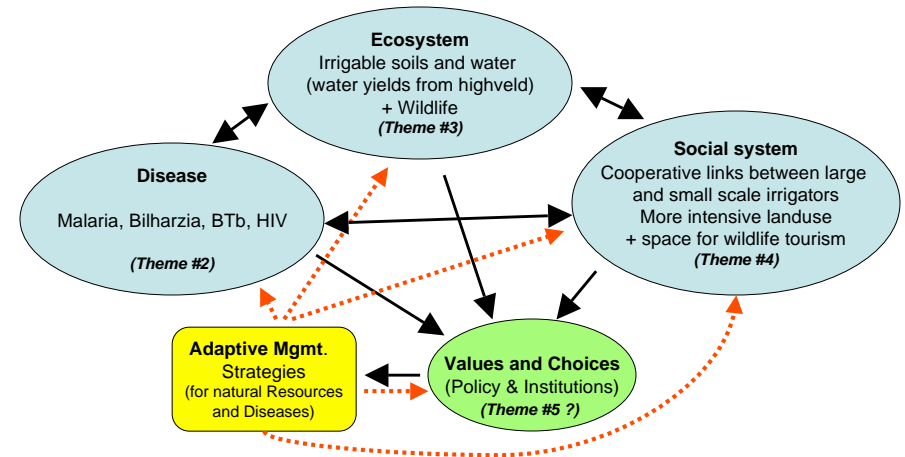 Ecosystem
Irrigable soils and water
(water yields from highveld)
+ Wildlife
(Theme #3)
Disease
Malaria, Bilharzia, BTb, HIV
(Theme #2)
Social system
Cooperative links between large
and small scale irrigators
More intensive landuse
+ space for wildlife tourism
(Theme #4)
Adaptive Mgmt.
Strategies
(for natural Resources
and Diseases)
Values and Choices
(Policy & Institutions)
(Theme #5 ?)